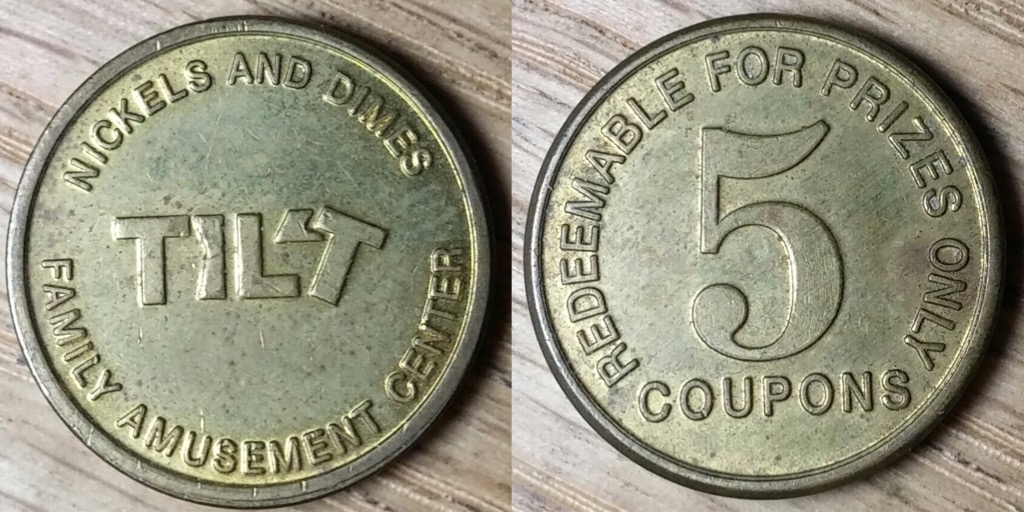 NICKELS AND DIMES
TILT
FAMILY AMUSEMENT CENTER
REDEEMABLE FOR PRIZES ONLY
5
COUPONS